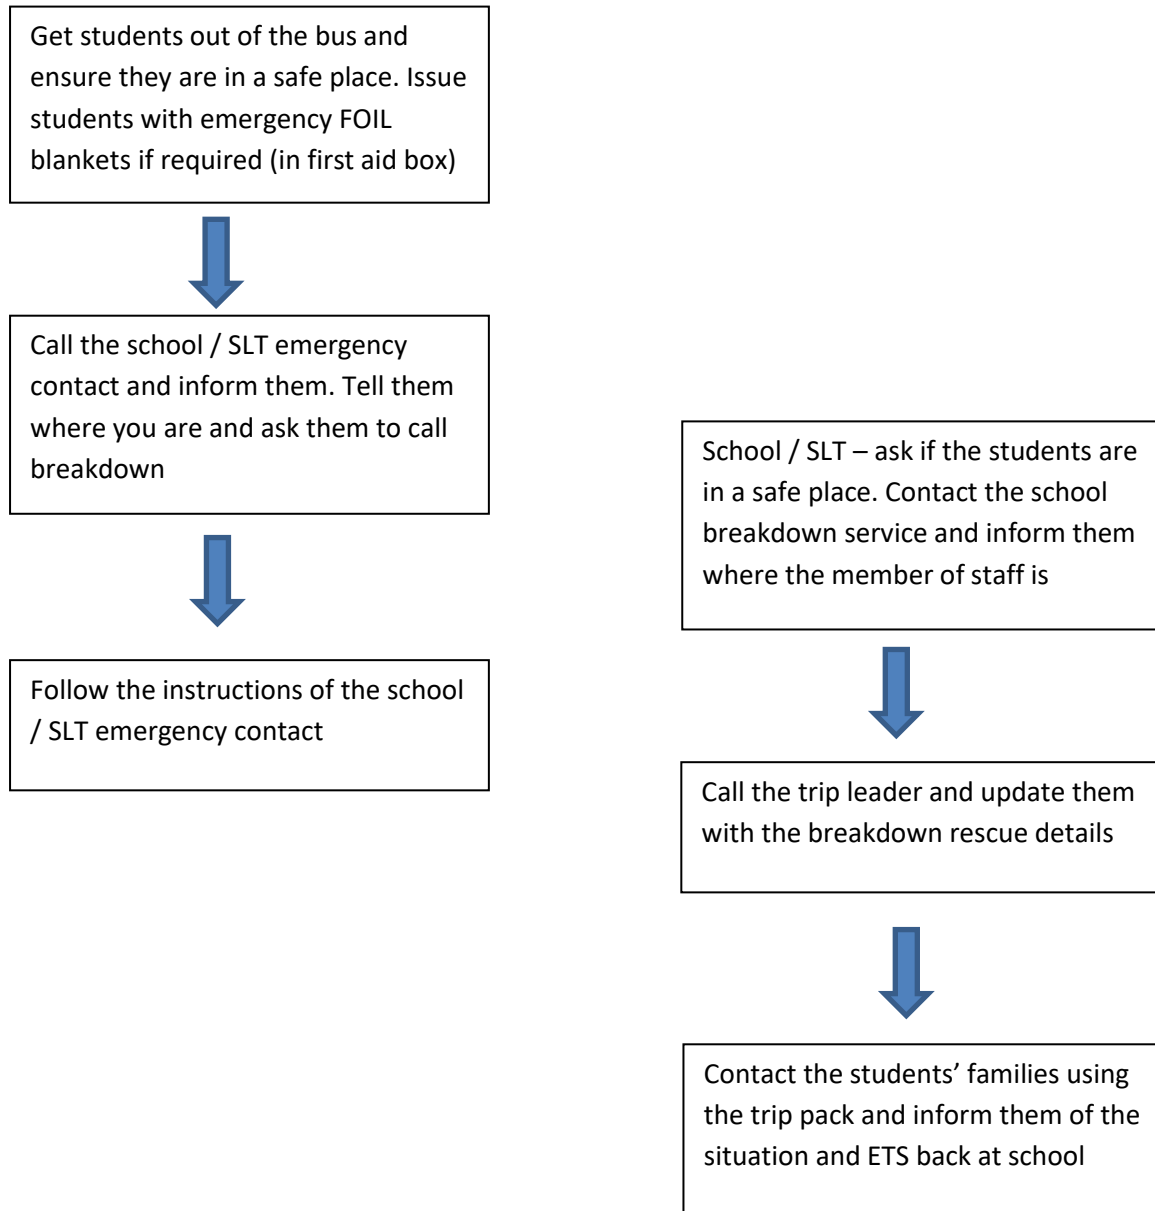 Get students out of the bus and
ensure they are in a safe place. Issue
students with emergency FOIL
blankets if required (in first aid box)
Call the school / SLT emergency
contact and inform them. Tell them
where you are and ask them to call
breakdown
Follow the instructions of the school
/ SLT emergency contact
School / SLT – ask if the students are
in a safe place. Contact the school
breakdown service and inform them
where the member of staff is
Call the trip leader and update them
with the breakdown rescue details
Contact the students’ families using
the trip pack and inform them of the
situation and ETS back at school